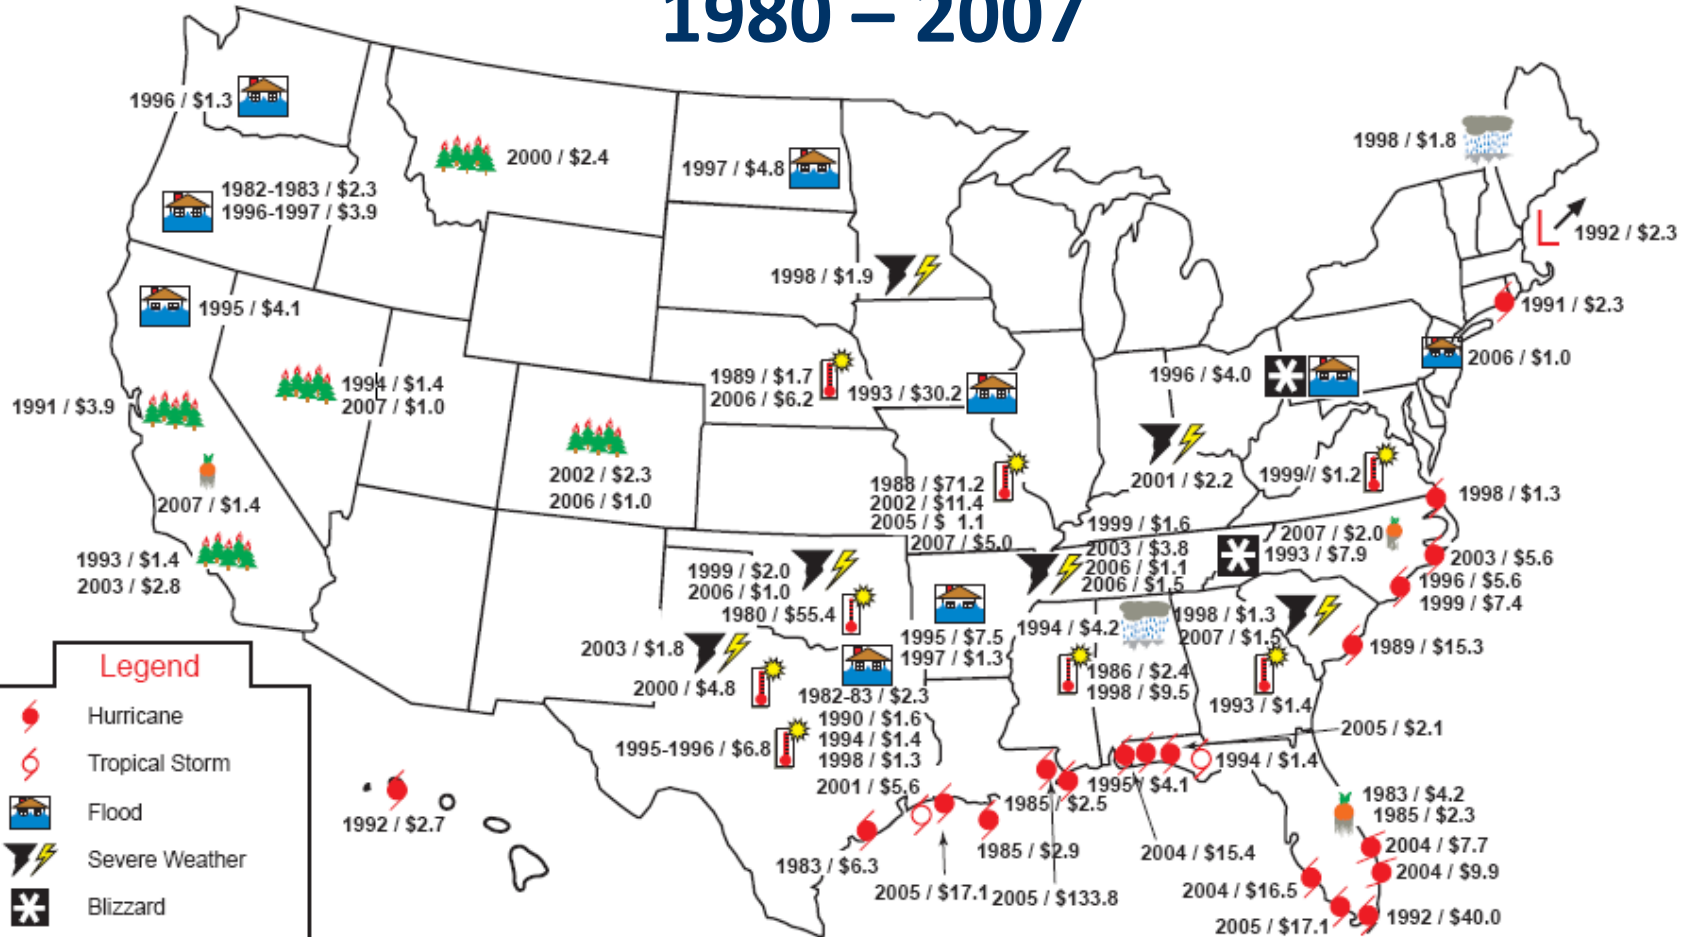 1980 – 2007
1996 / $1.3
2000 / $2.4
1997 / $4.8
1998 / $1.8
1982-1983 / $2.3
1996-1997 / $3.9
1992 / $2.3
L
1998 / $1.9
1995 / $4.1
1991 / $2.3
2006 / $1.0
1994 / $1.4
2007 / $1.0
1989 / $1.7
2006 / $6.2
1993 / $30.2
1996 / $4.0
1991 / $3.9
2002 / $2.3
2006 / $1.0
2007 / $1.4
1988 / $71.2
2002 / $11.4
2005 / $ 1.1
2007 / $5.0
2001 / $2.2
1999// $1.2
1998 / $1.3
1999 / $1.6
2003 / $3.8
2006 / $1.1
2006 / $1.5
2007 / $2.0
1993 / $7.9
2003 / $5.6
1996 / $5.6
1999 / $7.4
1993 / $1.4
2003 / $2.8
1999 / $2.0
2006 / $1.0
1980 / $55.4
1995 / $7.5
1997 / $1.3
1994 / $4.2
1998 / $1.3
2007 / $1.5
1989 / $15.3
2003 / $1.8
2000 / $4.8
1986 / $2.4
1998 / $9.5
1993 / $1.4
1982-83 / $2.3
1990 / $1.6
1994 / $1.4
1998 / $1.3
2001 / $5.6
1995-1996 / $6.8
2005 / $2.1
1994 / $1.4
1995 / $4.1
1985 / $2.5
1983 / $4.2
1985 / $2.3
2004 / $7.7
2004 / $9.9
1992 / $2.7
1983 / $6.3
1985 / $2.9
2004 / $15.4
2005 / $17.1
2005 / $133.8
2004 / $16.5
2005 / $17.1
1992 / $40.0
Legend
Hurricane
Tropical Storm
Flood
Severe Weather
Blizzard